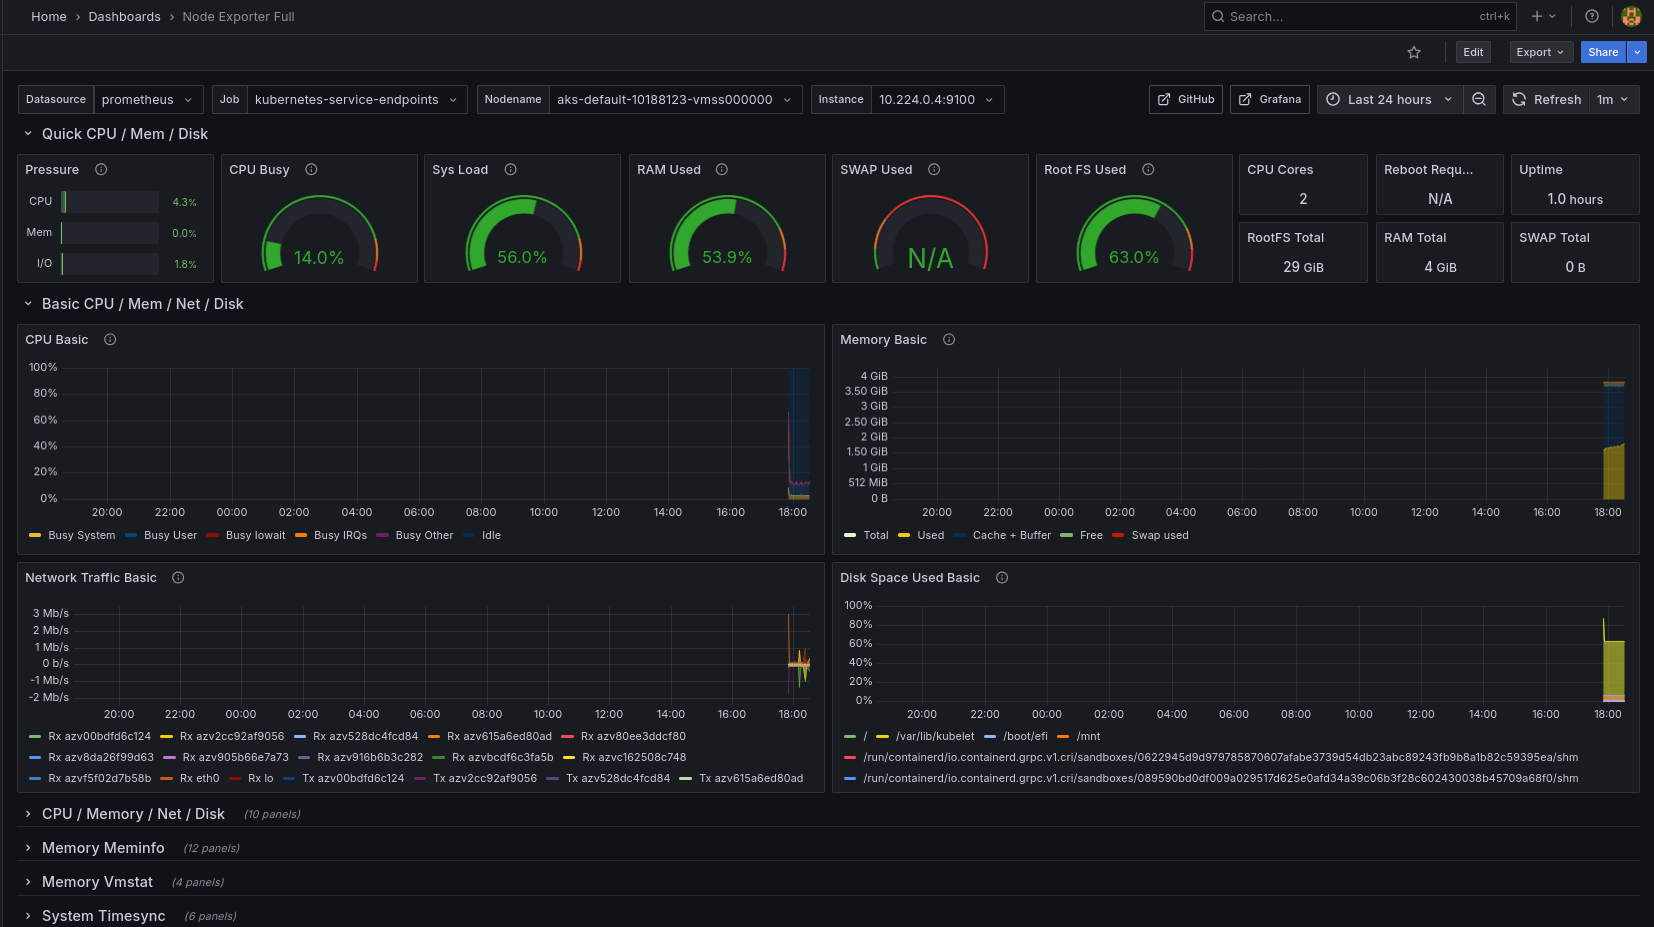 Home › Dashboards › Node Exporter Full
Search... ctrl+k
Edit Export Share
Datasource prometheus Job kubernetes-service-endpoints Nodename aks-default-10188123-vmss000000 Instance 10.224.0.4:9100 GitHub Grafana Last 24 hours Refresh 1m
Quick CPU / Mem / Disk
Pressure
CPU 4.3%
Mem 0.0%
I/O 1.8%
CPU Busy
14.0%
Sys Load
56.0%
RAM Used
53.9%
SWAP Used
N/A
Root FS Used
63.0%
CPU Cores
2
Reboot Requ...
N/A
Uptime
1.0 hours
RootFS Total
29 GiB
RAM Total
4 GiB
SWAP Total
0 B
Basic CPU / Mem / Net / Disk
CPU Basic
100%
80%
60%
40%
20%
0%
20:00 22:00 00:00 02:00 04:00 06:00 08:00 10:00 12:00 14:00 16:00 18:00
Busy System Busy User Busy Iowait Busy IRQs Busy Other Idle
Memory Basic
4 GiB
3.50 GiB
3 GiB
2.50 GiB
2 GiB
1.50 GiB
1 GiB
512 MiB
0 B
20:00 22:00 00:00 02:00 04:00 06:00 08:00 10:00 12:00 14:00 16:00 18:00
Total Used Cache + Buffer Free Swap used
Network Traffic Basic
3 Mb/s
2 Mb/s
1 Mb/s
0 b/s
-1 Mb/s
-2 Mb/s
20:00 22:00 00:00 02:00 04:00 06:00 08:00 10:00 12:00 14:00 16:00 18:00
Rx azv00bdfd6c124 Rx azv2cc92af9056 Rx azv528dc4fcd84 Rx azv615a6ed80ad Rx azv80ee3ddcf80
Rx azv8da26f99d63 Rx azv905b66e7a73 Rx azv916b6b3c282 Rx azvbcdf6c3fa5b Rx azvc162508c748
Rx azvf5f02d7b58b Rx eth0 Rx lo Tx azv00bdfd6c124 Tx azv2cc92af9056 Tx azv528dc4fcd84 Tx azv615a6ed80ad
Disk Space Used Basic
100%
80%
60%
40%
20%
0%
20:00 22:00 00:00 02:00 04:00 06:00 08:00 10:00 12:00 14:00 16:00 18:00
/ /var/lib/kubelet /boot/efi /mnt
/run/containerd/io.containerd.grpc.v1.cri/sandboxes/0622945d9d979785870607afabe3739d54db23abc89243fb9b8a1b82c59395ea/shm
/run/containerd/io.containerd.grpc.v1.cri/sandboxes/089590bd0df009a029517d625e0afd34a39c06b3f28c602430038b45709a68f0/shm
CPU / Memory / Net / Disk (10 panels)
Memory Meminfo (12 panels)
Memory Vmstat (4 panels)
System Timesync (6 panels)